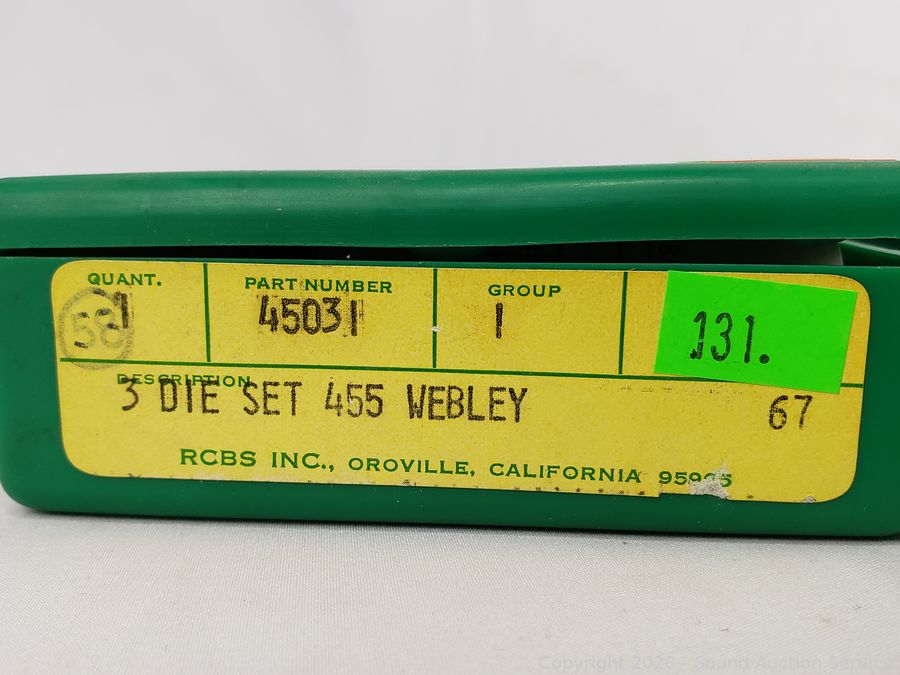 QUANT.
PART NUMBER
GROUP
1
58
45031
1
131.
DESCRIPTION
3 DIE SET 455 WEBLEY
67
RCBS INC., OROVILLE, CALIFORNIA
Copyright 2026 - Sound Auction Service